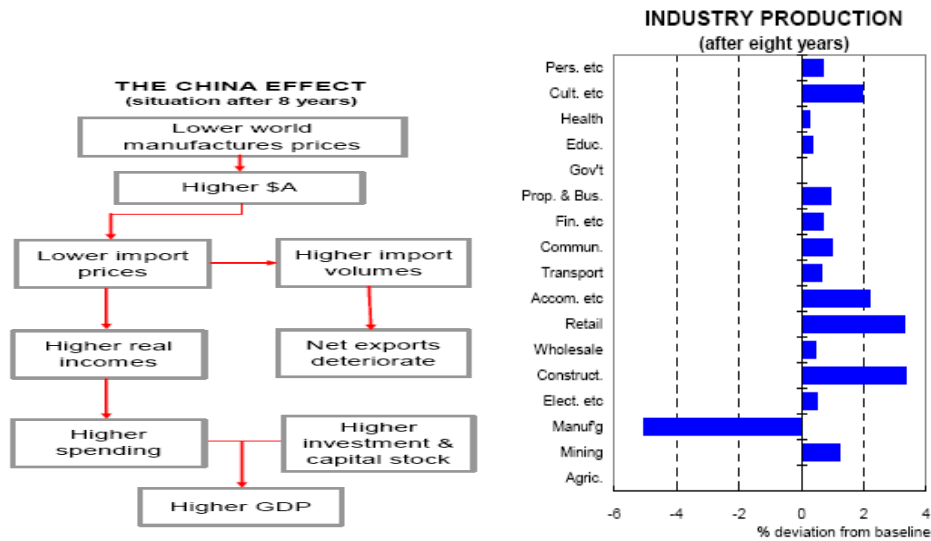 THE CHINA EFFECT
(situation after 8 years)
Lower world
manufactures prices
Higher $A
Lower import
prices
Higher import
volumes
Higher real
incomes
Net exports
deteriorate
Higher
spending
Higher
investment &
capital stock
Higher GDP
INDUSTRY PRODUCTION
(after eight years)
Pers. etc
Cult. etc
Health
Educ.
Gov't
Prop. & Bus.
Fin. etc
Commun.
Transport
Accom. etc
Retail
Wholesale
Construct.
Elect. etc
Manuf'g
Mining
Agric.
-6 -4 -2 0 2 4
% deviation from baseline